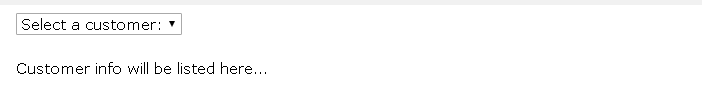 Select a customer:
Customer info will be listed here...